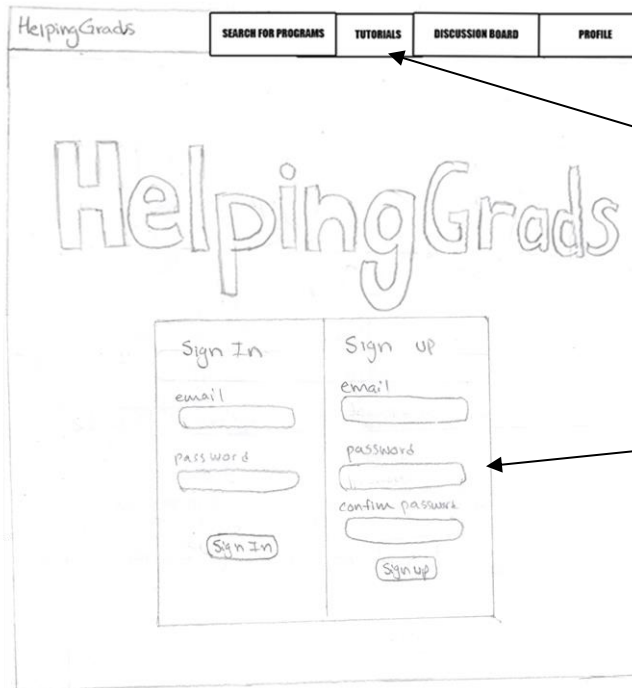 HelpingGrads SEARCH FOR PROGRAMS TUTORIALS DISCUSSION BOARD PROFILE
HelpingGrads
Sign In Sign up
email email
password password
confirm password
Sign In Sign up